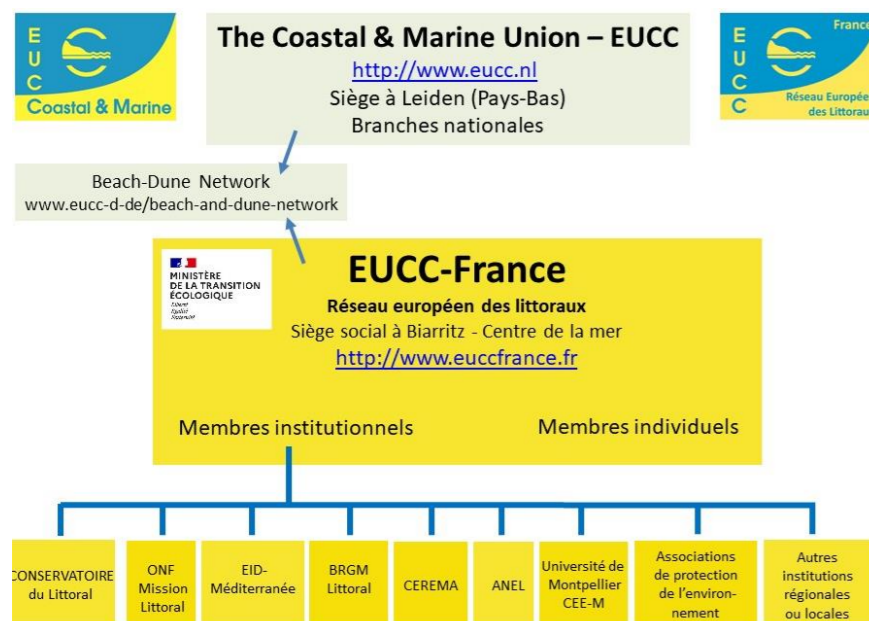 E
U
C
C
Coastal & Marine
The Coastal & Marine Union – EUCC
http://www.eucc.nl
Siège à Leiden (Pays-Bas)
Branches nationales
E
U
C
C
France
Réseau Européen
des Littoraux
Beach-Dune Network
www.eucc-d-de/beach-and-dune-network
MINISTÈRE
DE LA TRANSITION
ÉCOLOGIQUE
Liberté
Égalité
Fraternité
EUCC-France
Réseau européen des littoraux
Siège social à Biarritz - Centre de la mer
http://www.euccfrance.fr
Membres institutionnels
Membres individuels
CONSERVATOIRE
du Littoral
ONF
Mission
Littoral
EID-
Méditerranée
BRGM
Littoral
CEREMA
ANEL
Université de
Montpellier
CEE-M
Associations
de protection
de l'environ-
nement
Autres
institutions
régionales
ou locales